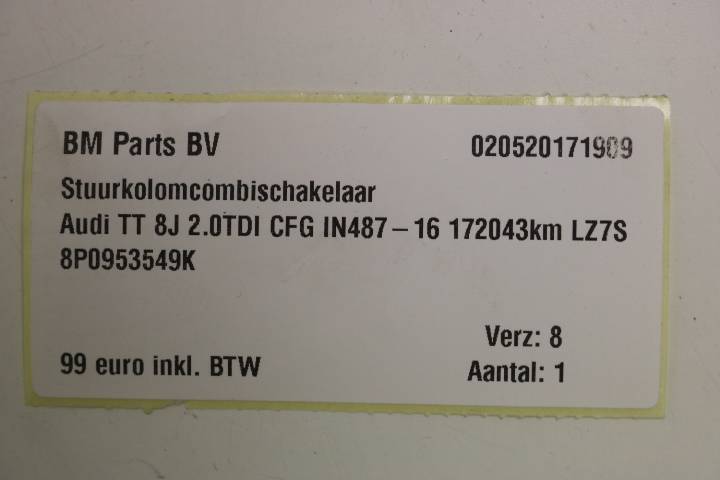 BM Parts BV 020520171909
Stuurkolomcombischakelaar
Audi TT 8J 2.0TDI CFG IN487-16 172043km LZ7S
8P0953549K
Verz: 8
99 euro inkl. BTW Aantal: 1